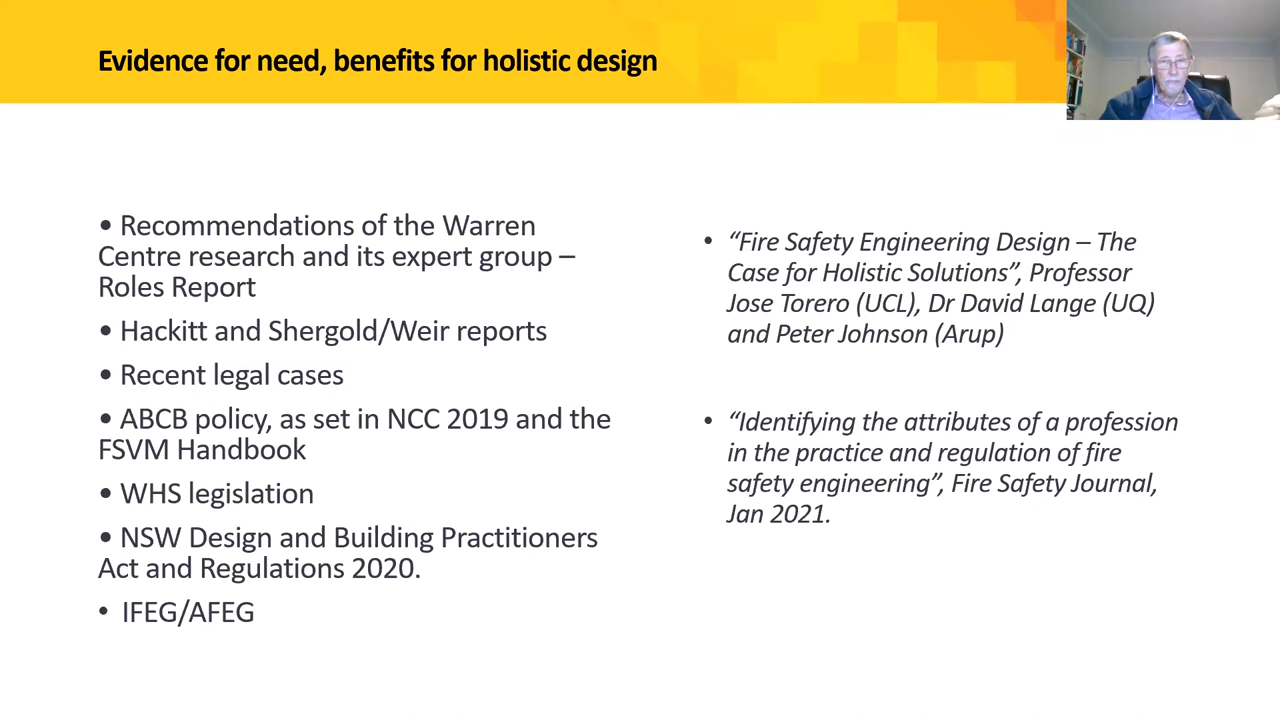 Evidence for need, benefits for holistic design
• Recommendations of the Warren
Centre research and its expert group –
Roles Report
• Hackitt and Shergold/Weir reports
• Recent legal cases
• ABCB policy, as set in NCC 2019 and the
FSVM Handbook
• WHS legislation
• NSW Design and Building Practitioners
Act and Regulations 2020.
• IFEG/AFEG
• “Fire Safety Engineering Design – The
Case for Holistic Solutions”, Professor
Jose Torero (UCL), Dr David Lange (UQ)
and Peter Johnson (Arup)
• “Identifying the attributes of a profession
in the practice and regulation of fire
safety engineering”, Fire Safety Journal,
Jan 2021.